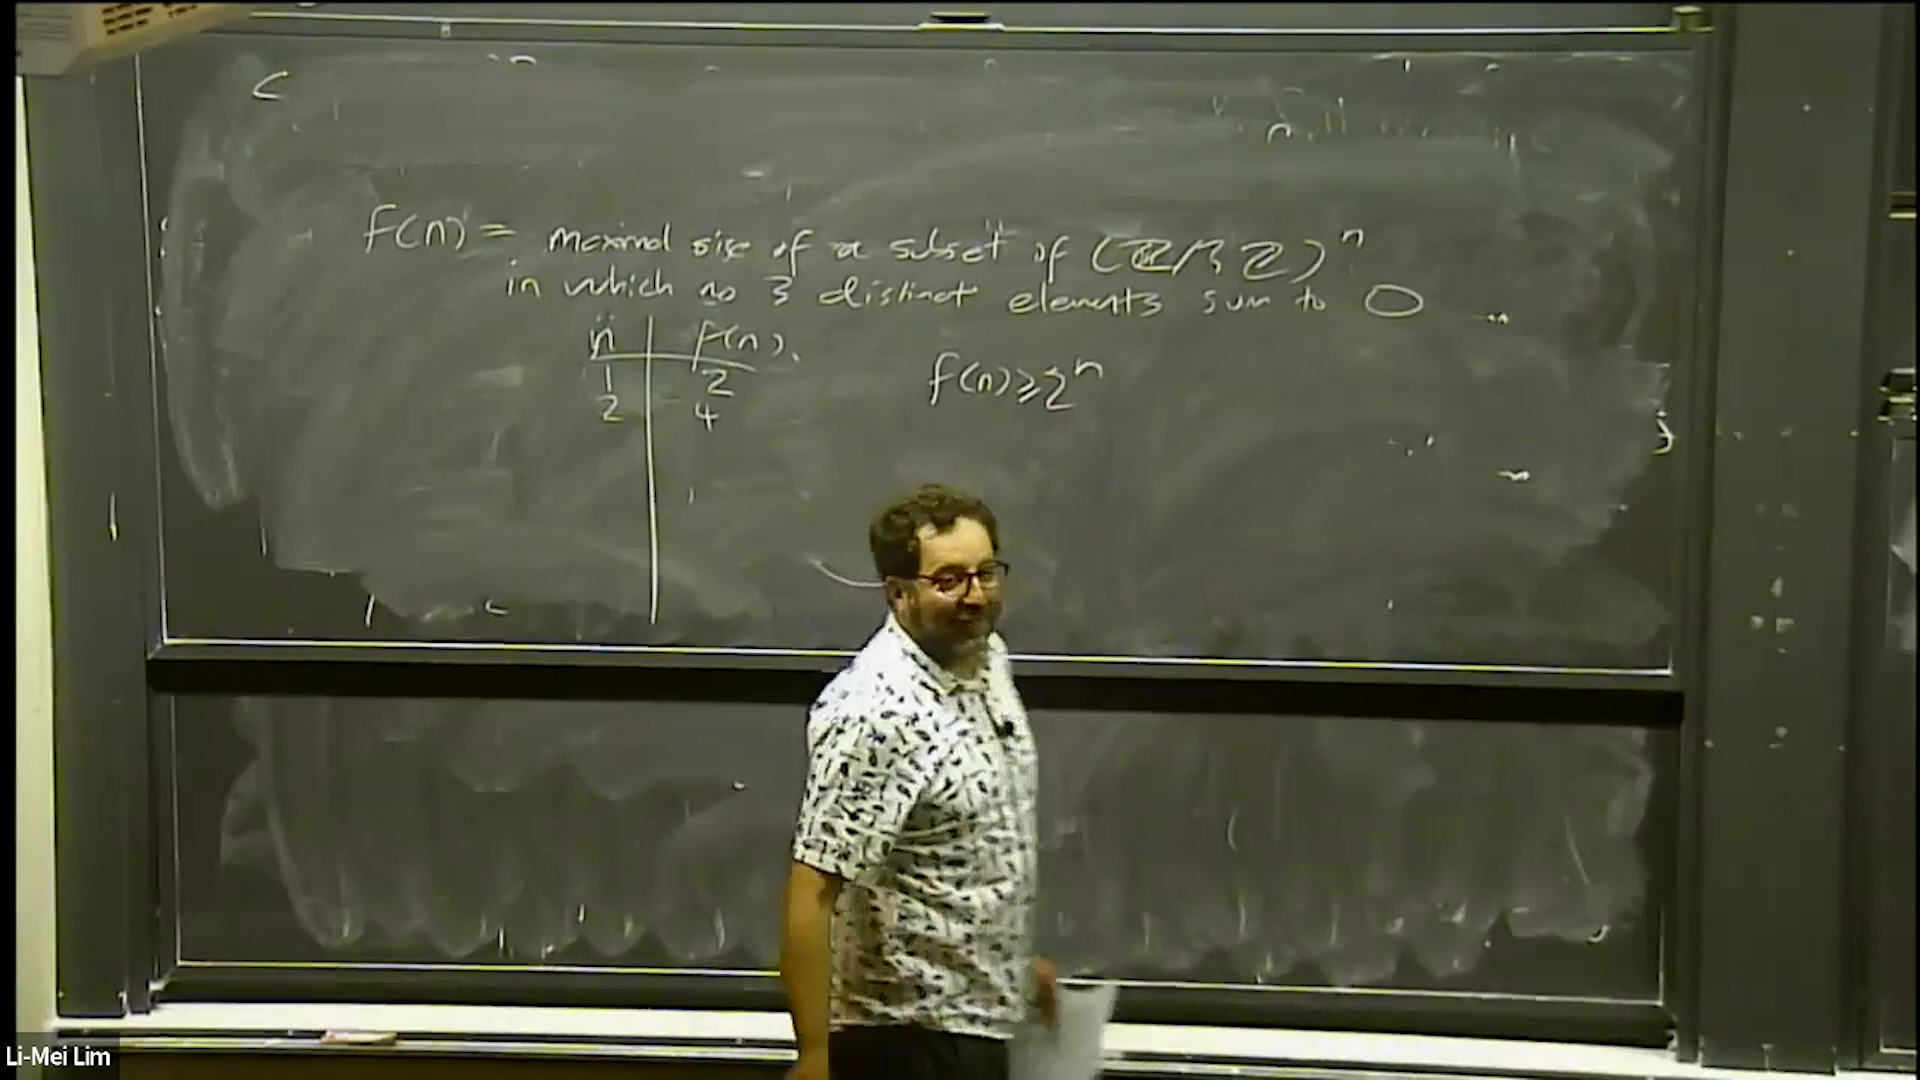 f(n) = maximal size of a subset of (ℤ/3ℤ)ⁿ
in which no 3 distinct elements sum to 0
n | f(n)
1 | 2
2 | 4
f(n) ≥ 2ⁿ
Li-Mei Lim